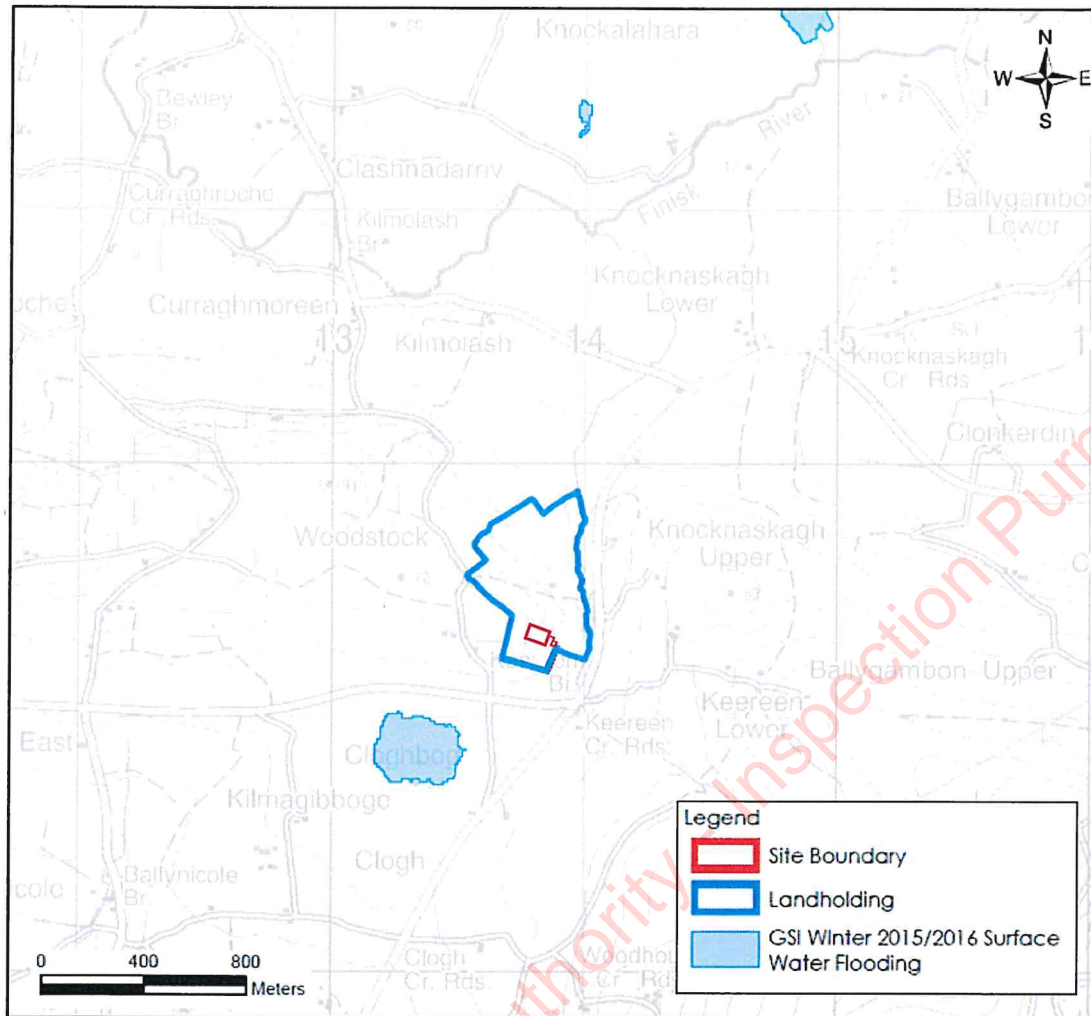 Knockalahara
N
W E
S
Bewley
Br
River
Clashnadarriv
Finisk
Curraghroche
Cr. Rds
Kilmolash
Br
Ballygambon
Lower
Knocknaskagh
Lower
Curraghmoreen
13
Kilmolash
14
15
Knocknaskagh
Cr Rds
Clonkerdin
Woodstock
Knocknaskagh
Upper
Br
Ballygambon Upper
Keereen
Lower
Keereen
Cr. Rds
East
Cloghbog
Kilmagibboge
Clogh
Ballynicole
Br
Clogh
Cr. Rds.
Legend
Site Boundary
Landholding
GSI Winter 2015/2016 Surface
Water Flooding
0 400 800
Meters
Inspection